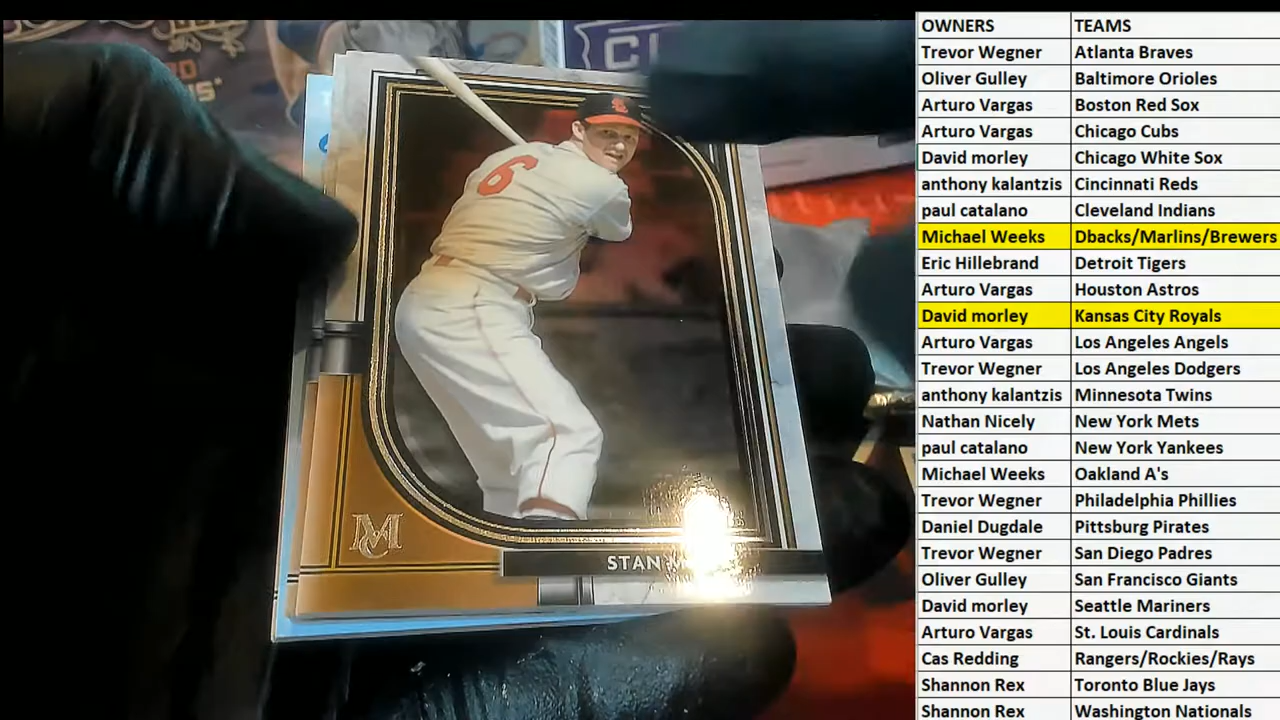 CL
6
STAN
MC
OWNERS TEAMS
Trevor Wegner Atlanta Braves
Oliver Gulley Baltimore Orioles
Arturo Vargas Boston Red Sox
Arturo Vargas Chicago Cubs
David morley Chicago White Sox
anthony kalantzis Cincinnati Reds
paul catalano Cleveland Indians
Michael Weeks Dbacks/Marlins/Brewers
Eric Hillebrand Detroit Tigers
Arturo Vargas Houston Astros
David morley Kansas City Royals
Arturo Vargas Los Angeles Angels
Trevor Wegner Los Angeles Dodgers
anthony kalantzis Minnesota Twins
Nathan Nicely New York Mets
paul catalano New York Yankees
Michael Weeks Oakland A's
Trevor Wegner Philadelphia Phillies
Daniel Dugdale Pittsburg Pirates
Trevor Wegner San Diego Padres
Oliver Gulley San Francisco Giants
David morley Seattle Mariners
Arturo Vargas St. Louis Cardinals
Cas Redding Rangers/Rockies/Rays
Shannon Rex Toronto Blue Jays
Shannon Rex Washington Nationals